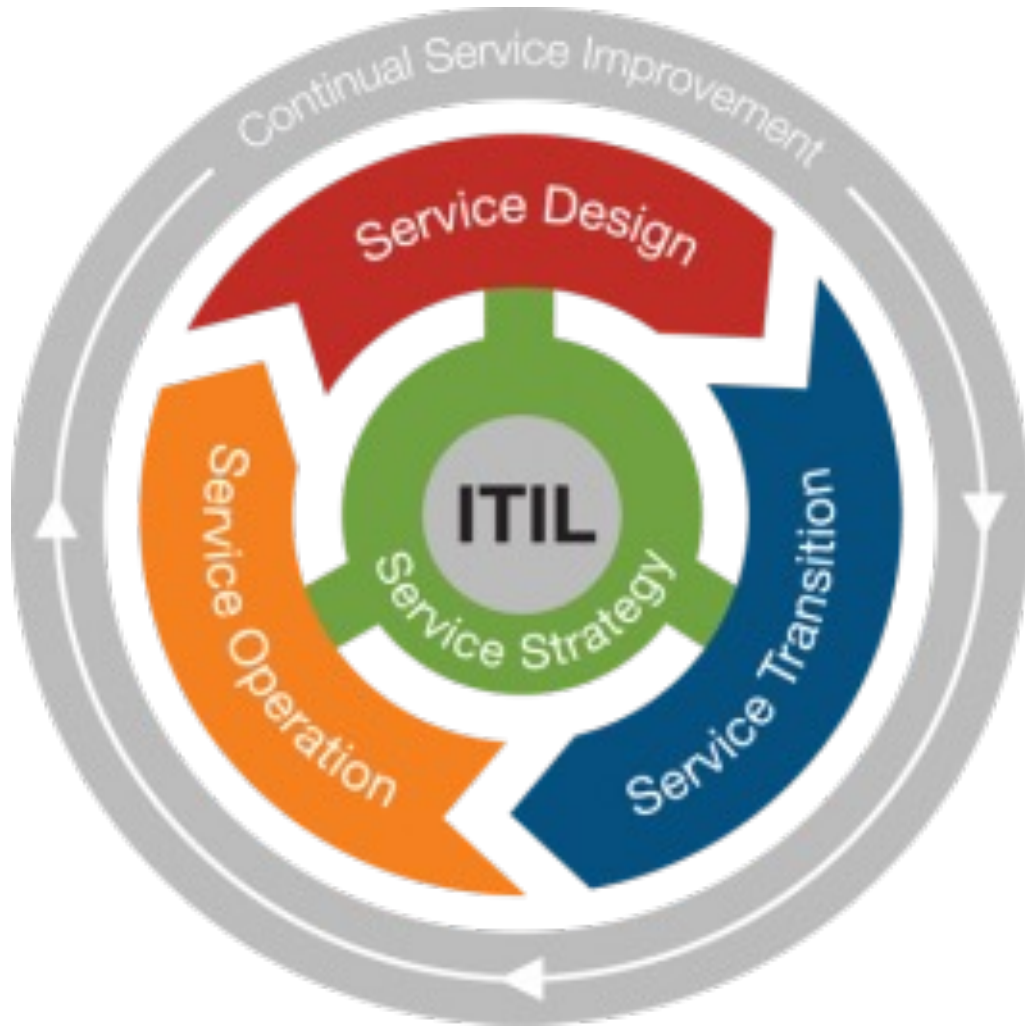 Continual Service Improvement
Service Design
Service Transition
Service Operation
Service Strategy
ITIL